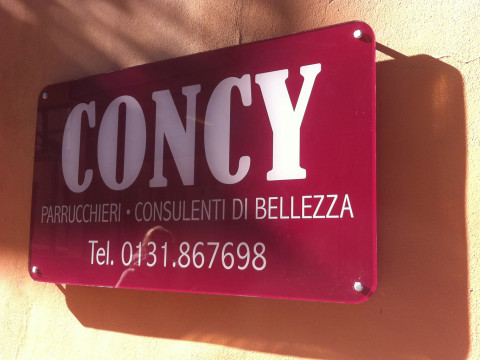 CONCY
PARRUCCHIERI • CONSULENTI DI BELLEZZA
Tel. 0131.867698